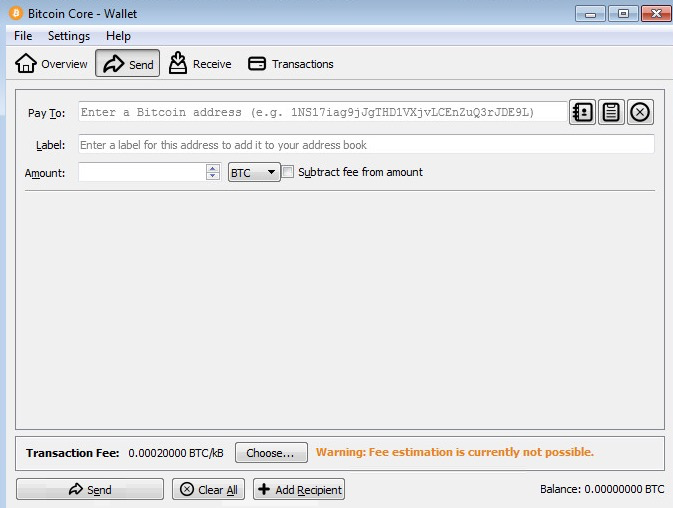 Bitcoin Core - Wallet
File Settings Help
Overview Send Receive Transactions
Pay To: Enter a Bitcoin address (e.g. 1NS17iag9jJgTHD1VXjvLCEnZuQ3rJDE9L)
Label: Enter a label for this address to add it to your address book
Amount: BTC Subtract fee from amount
Transaction Fee: 0.00020000 BTC/kB Choose... Warning: Fee estimation is currently not possible.
Send Clear All Add Recipient Balance: 0.00000000 BTC